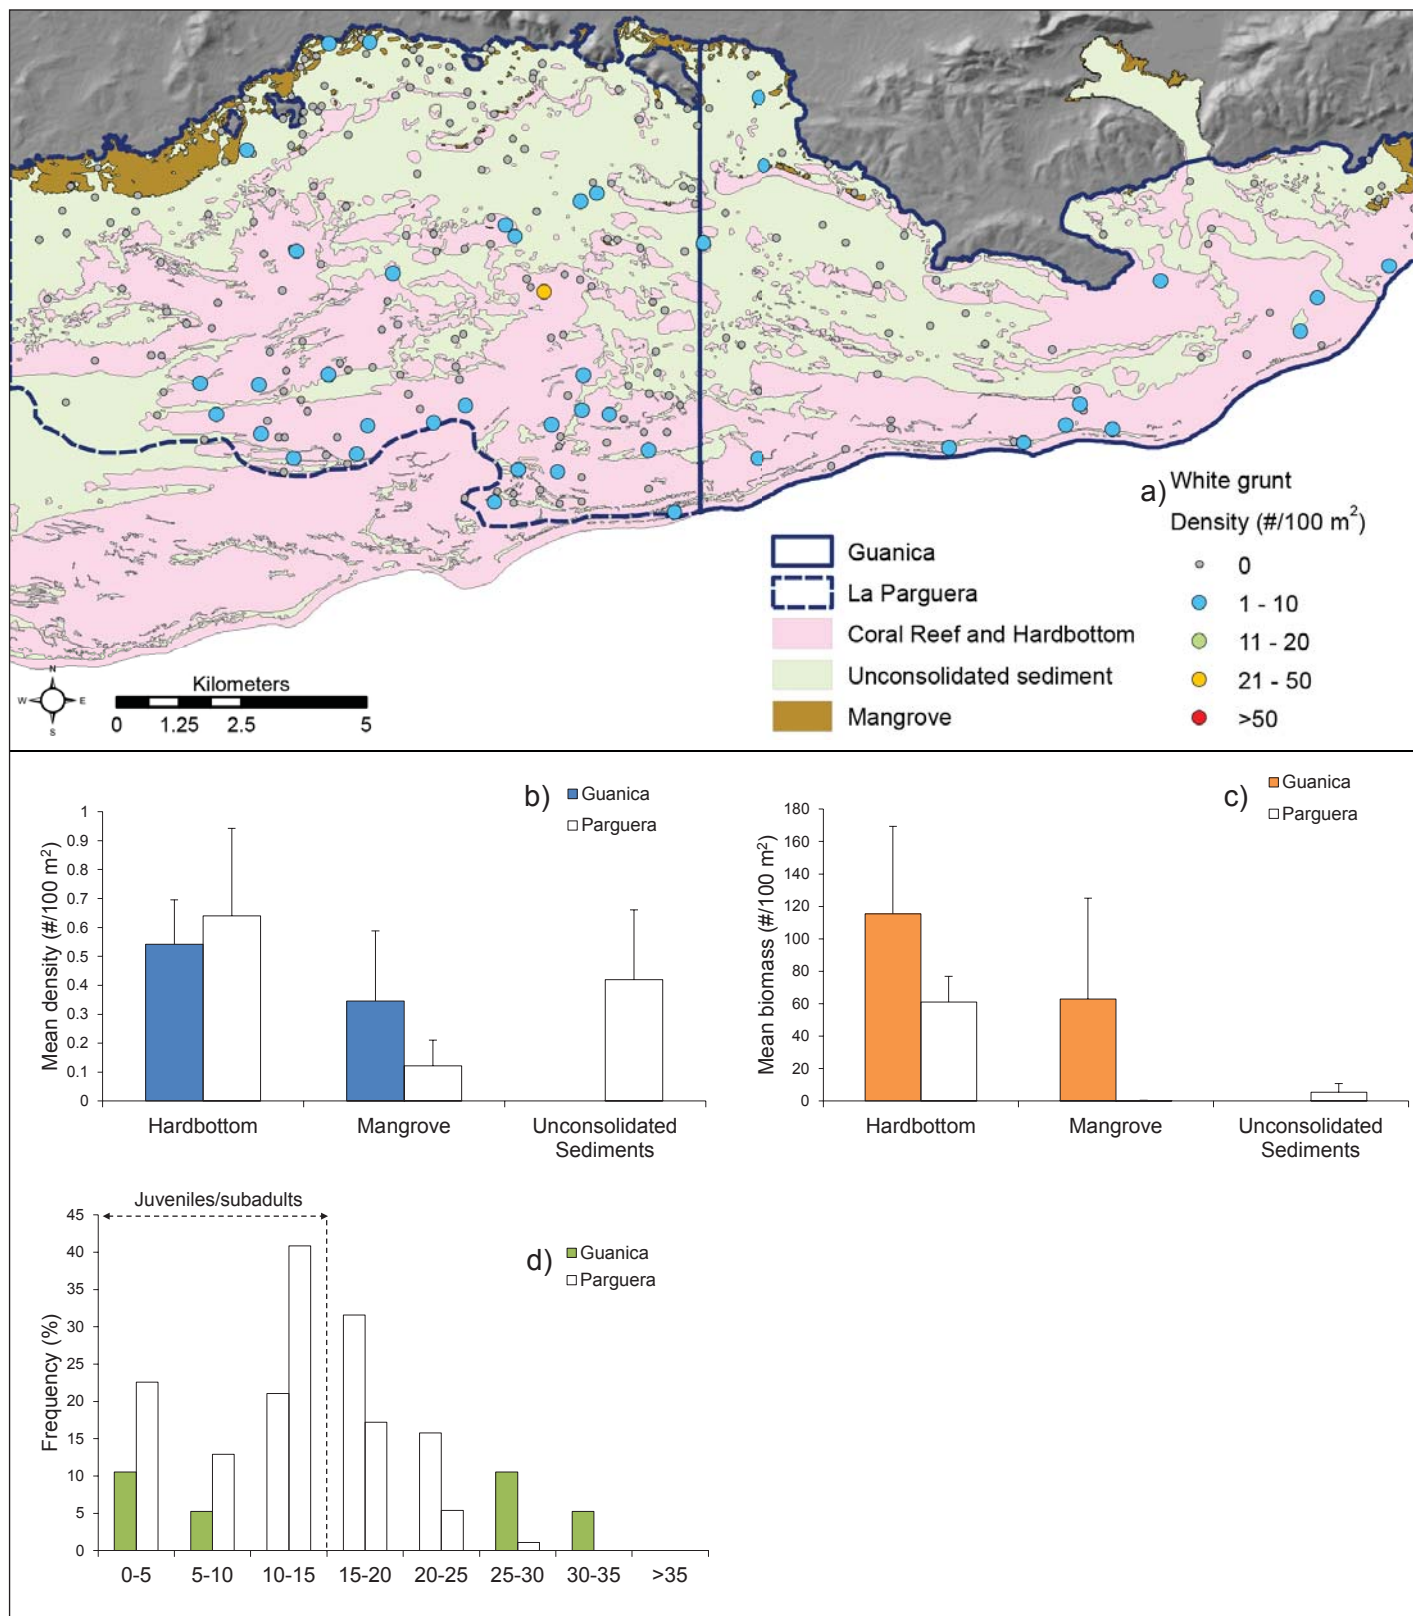 a) White grunt
Density (#/100 m²)
0
1 - 10
11 - 20
21 - 50
>50
Guanica
La Parguera
Coral Reef and Hardbottom
Unconsolidated sediment
Mangrove
N
W E
S
Kilometers
0 1.25 2.5 5
b)
Guanica
Parguera
Mean density (#/100 m²)
1
0.9
0.8
0.7
0.6
0.5
0.4
0.3
0.2
0.1
0
Hardbottom
Mangrove
Unconsolidated
Sediments
c)
Guanica
Parguera
Mean biomass (#/100 m²)
180
160
140
120
100
80
60
40
20
0
Hardbottom
Mangrove
Unconsolidated
Sediments
Juveniles/subadults
d)
Guanica
Parguera
Frequency (%)
45
40
35
30
25
20
15
10
5
0
0-5 5-10 10-15 15-20 20-25 25-30 30-35 >35